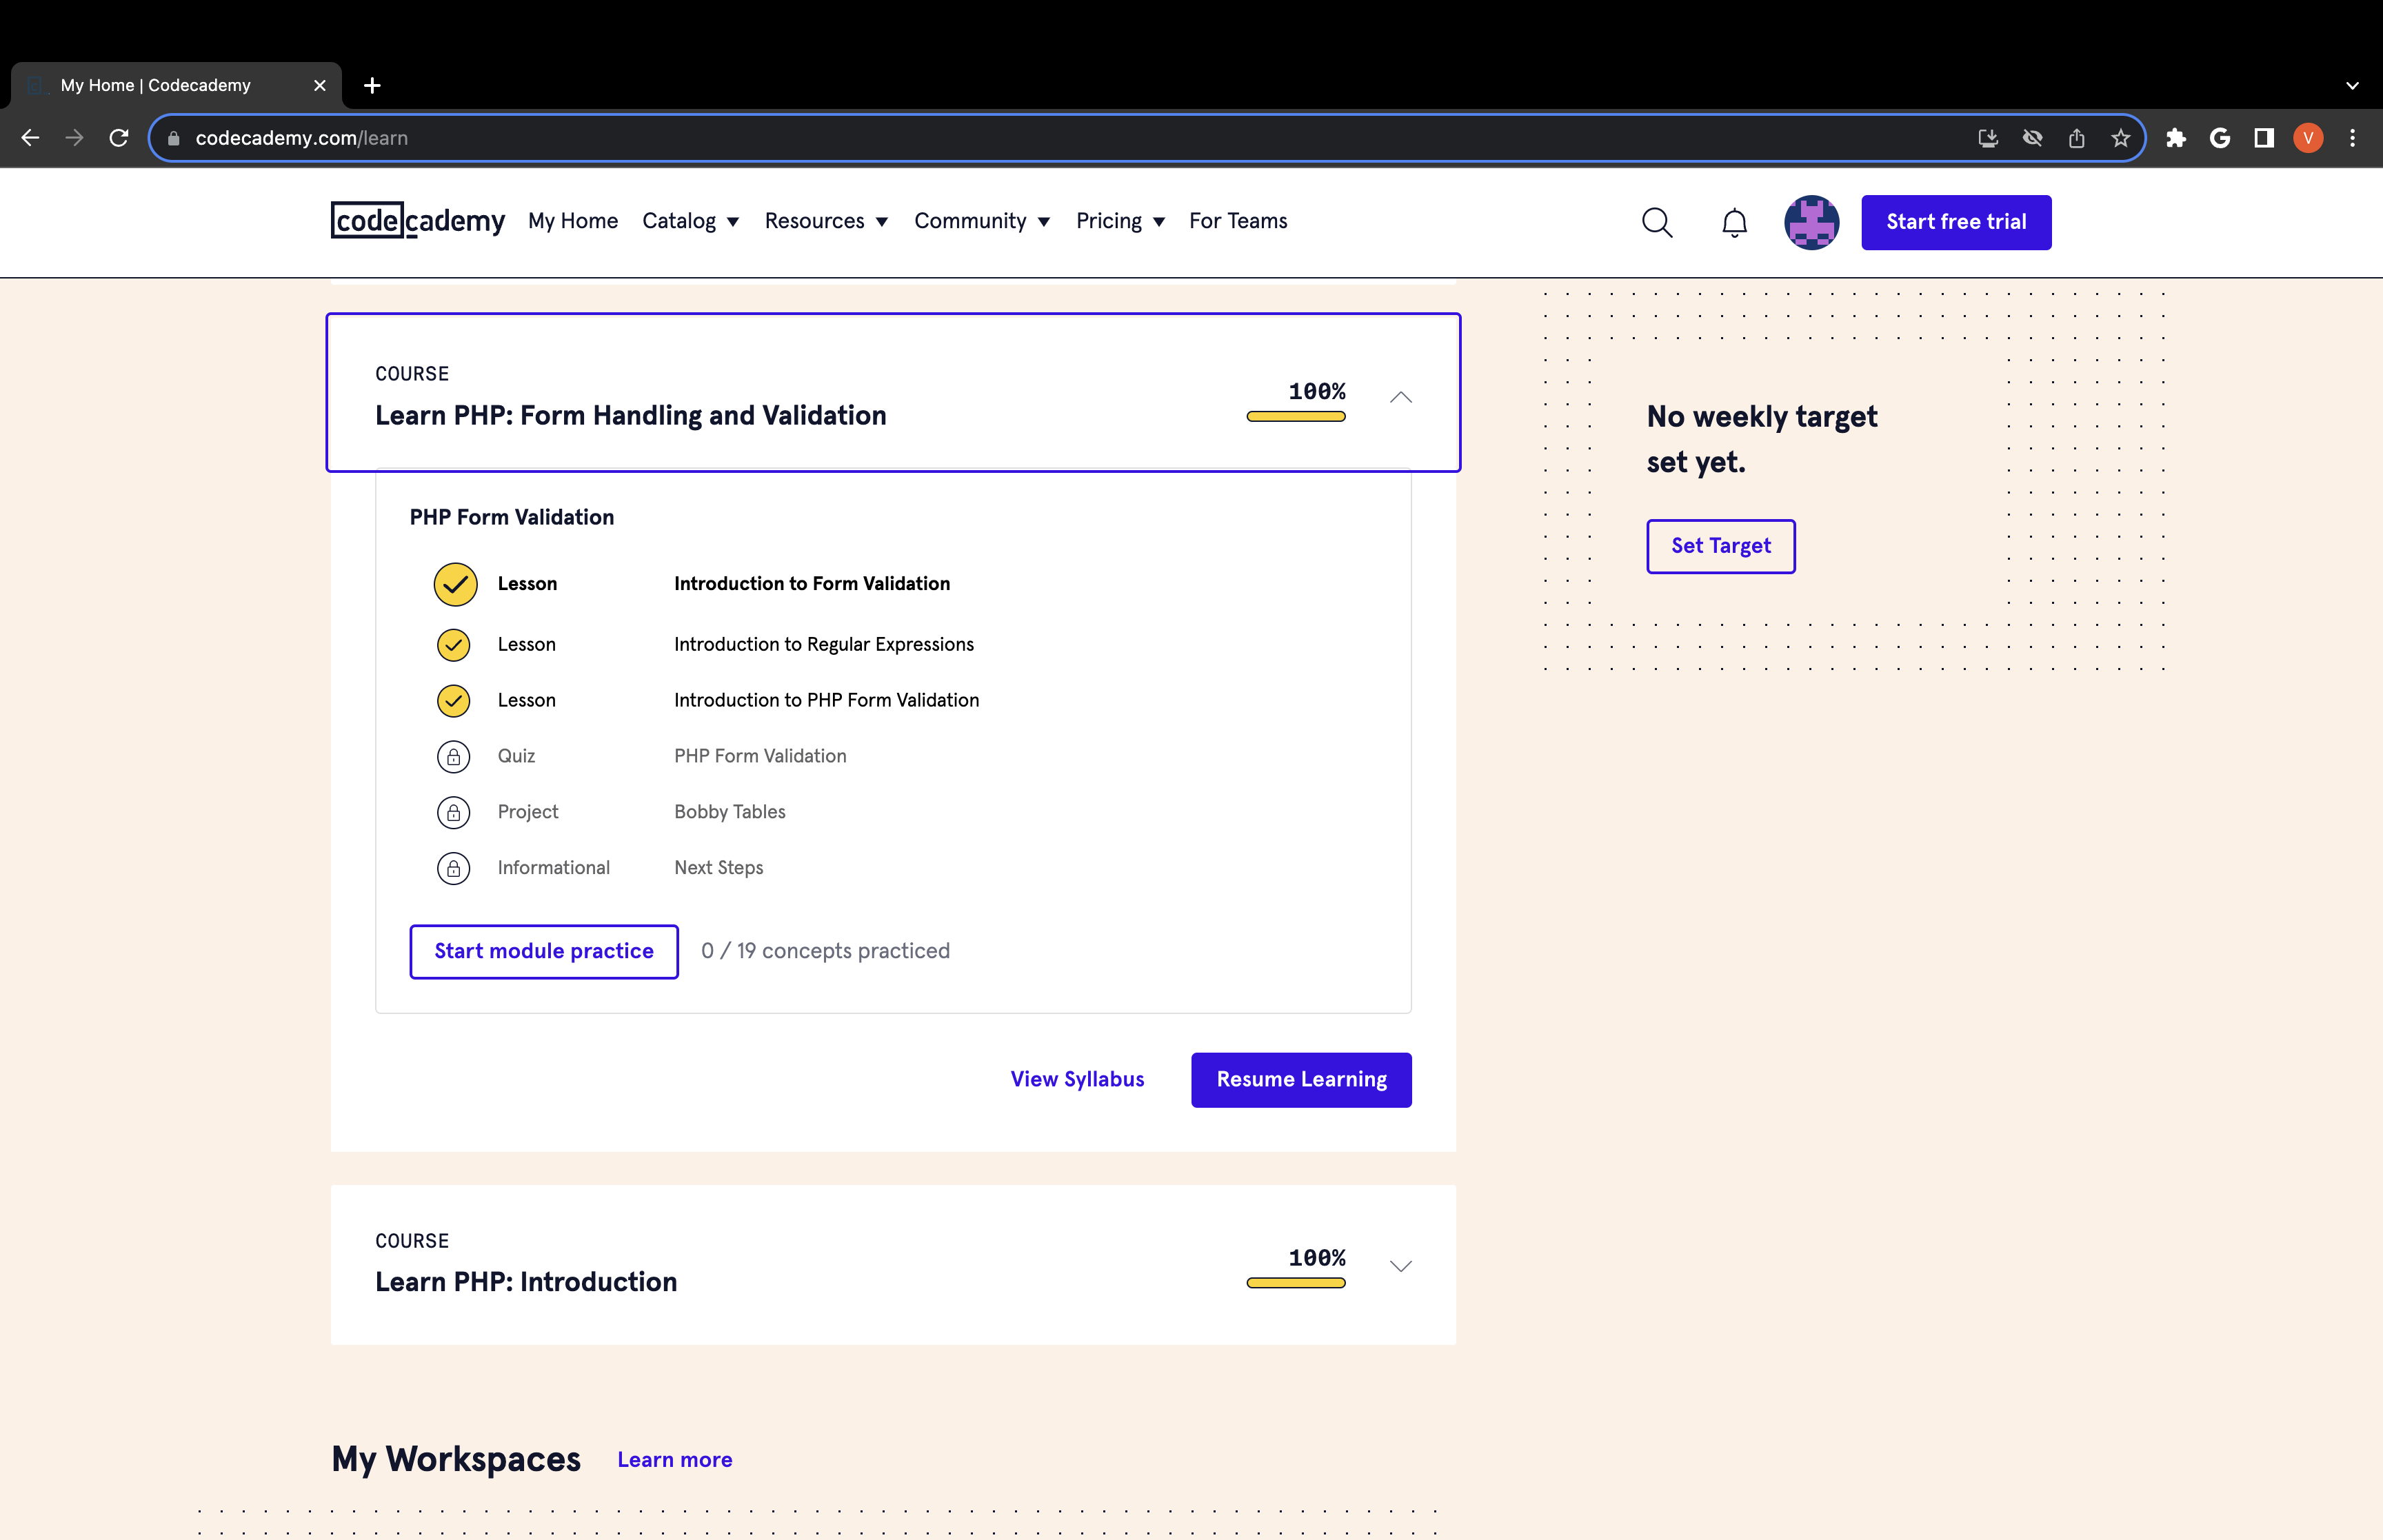 My Home | Codecademy
codecademy.com/learn
V
codecademy My Home Catalog Resources Community Pricing For Teams Start free trial
COURSE
Learn PHP: Form Handling and Validation
100%
PHP Form Validation
Lesson Introduction to Form Validation
Lesson Introduction to Regular Expressions
Lesson Introduction to PHP Form Validation
Quiz PHP Form Validation
Project Bobby Tables
Informational Next Steps
Start module practice 0 / 19 concepts practiced
View Syllabus Resume Learning
No weekly target
set yet.
Set Target
COURSE
Learn PHP: Introduction
100%
My Workspaces Learn more